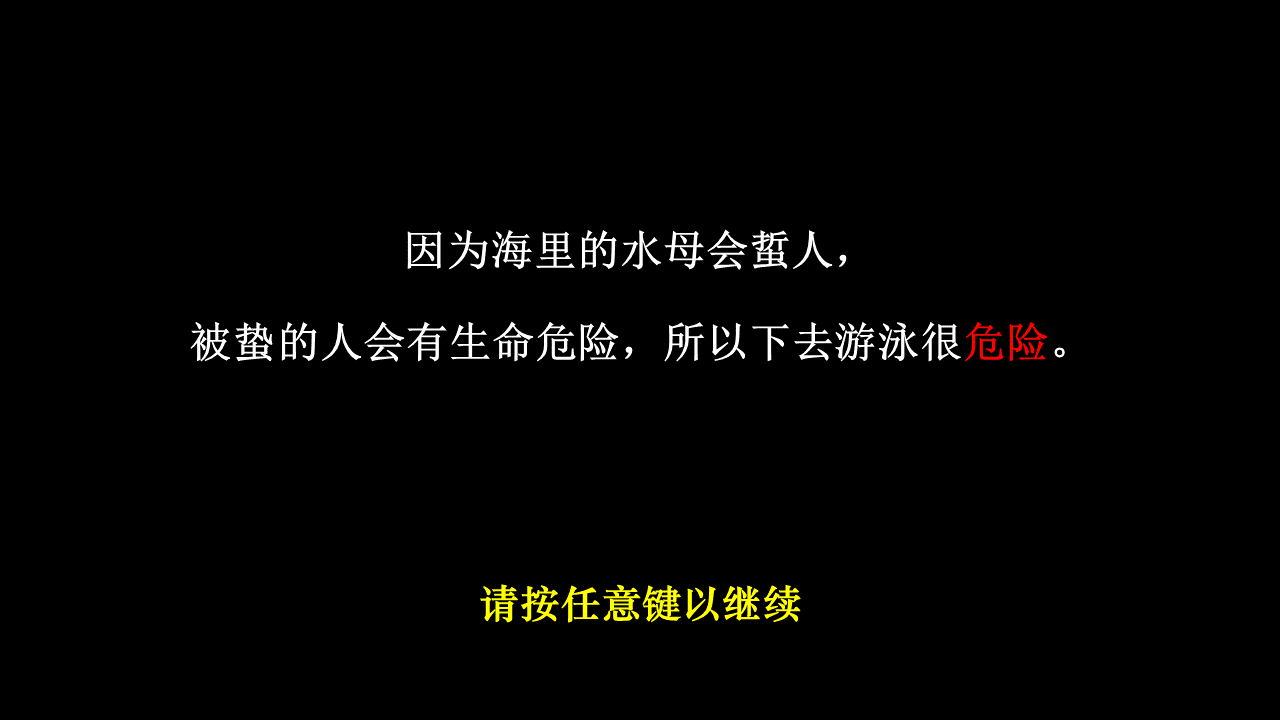 因为海里的水母会蜇人，
被蛰的人会有生命危险，所以下去游泳很危险。
请按任意键以继续